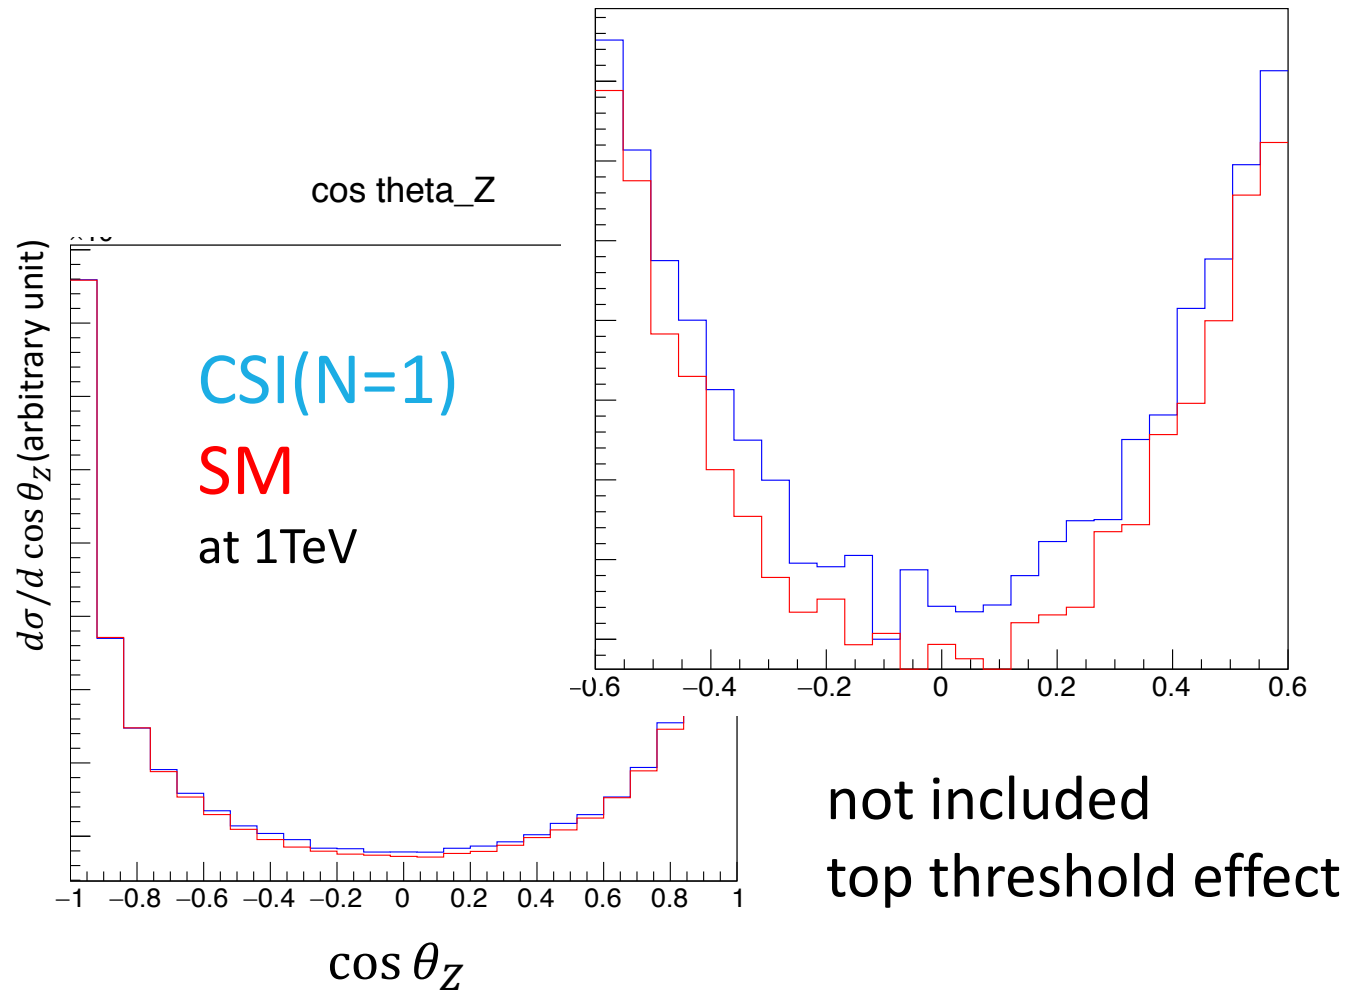 cos theta_Z
dσ/d cos θ_Z(arbitrary unit)
CSI(N=1)
SM
at 1TeV
−0.6 −0.4 −0.2 0 0.2 0.4 0.6
−1 −0.8 −0.6 −0.4 −0.2 0 0.2 0.4 0.6 0.8 1
cos θ_Z
not included
top threshold effect